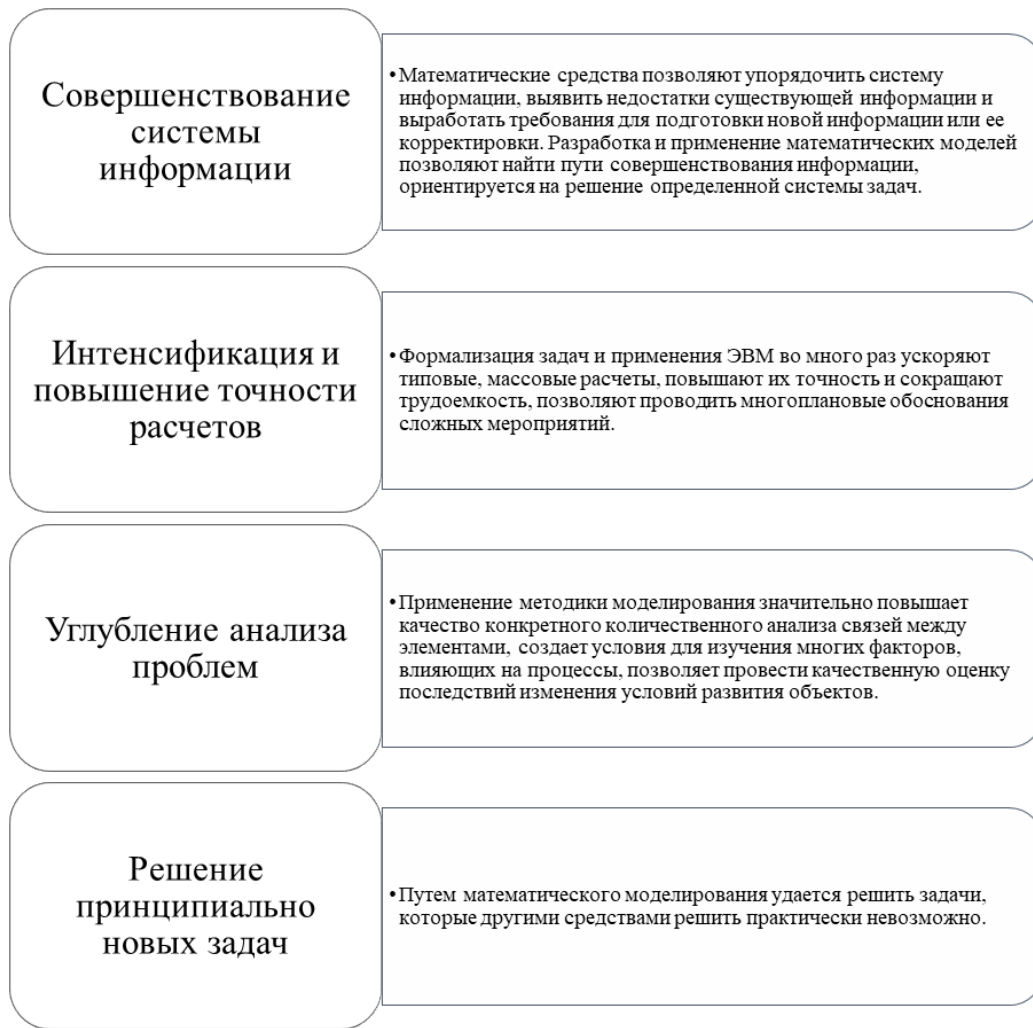 Совершенствование
системы
информации
•Математические средства позволяют упорядочить систему
информации, выявить недостатки существующей информации и
выработать требования для подготовки новой информации или ее
корректировки. Разработка и применение математических моделей
позволяют найти пути совершенствования информации,
ориентируется на решение определенной системы задач.
Интенсификация и
повышение точности
расчетов
•Формализация задач и применения ЭВМ во много раз ускоряют
типовые, массовые расчеты, повышают их точность и сокращают
трудоемкость, позволяют проводить многоплановые обоснования
сложных мероприятий.
Углубление анализа
проблем
•Применение методики моделирования значительно повышает
качество конкретного количественного анализа связей между
элементами, создает условия для изучения многих факторов,
влияющих на процессы, позволяет провести качественную оценку
последствий изменения условий развития объектов.
Решение
принципиально
новых задач
•Путем математического моделирования удается решить задачи,
которые другими средствами решить практически невозможно.